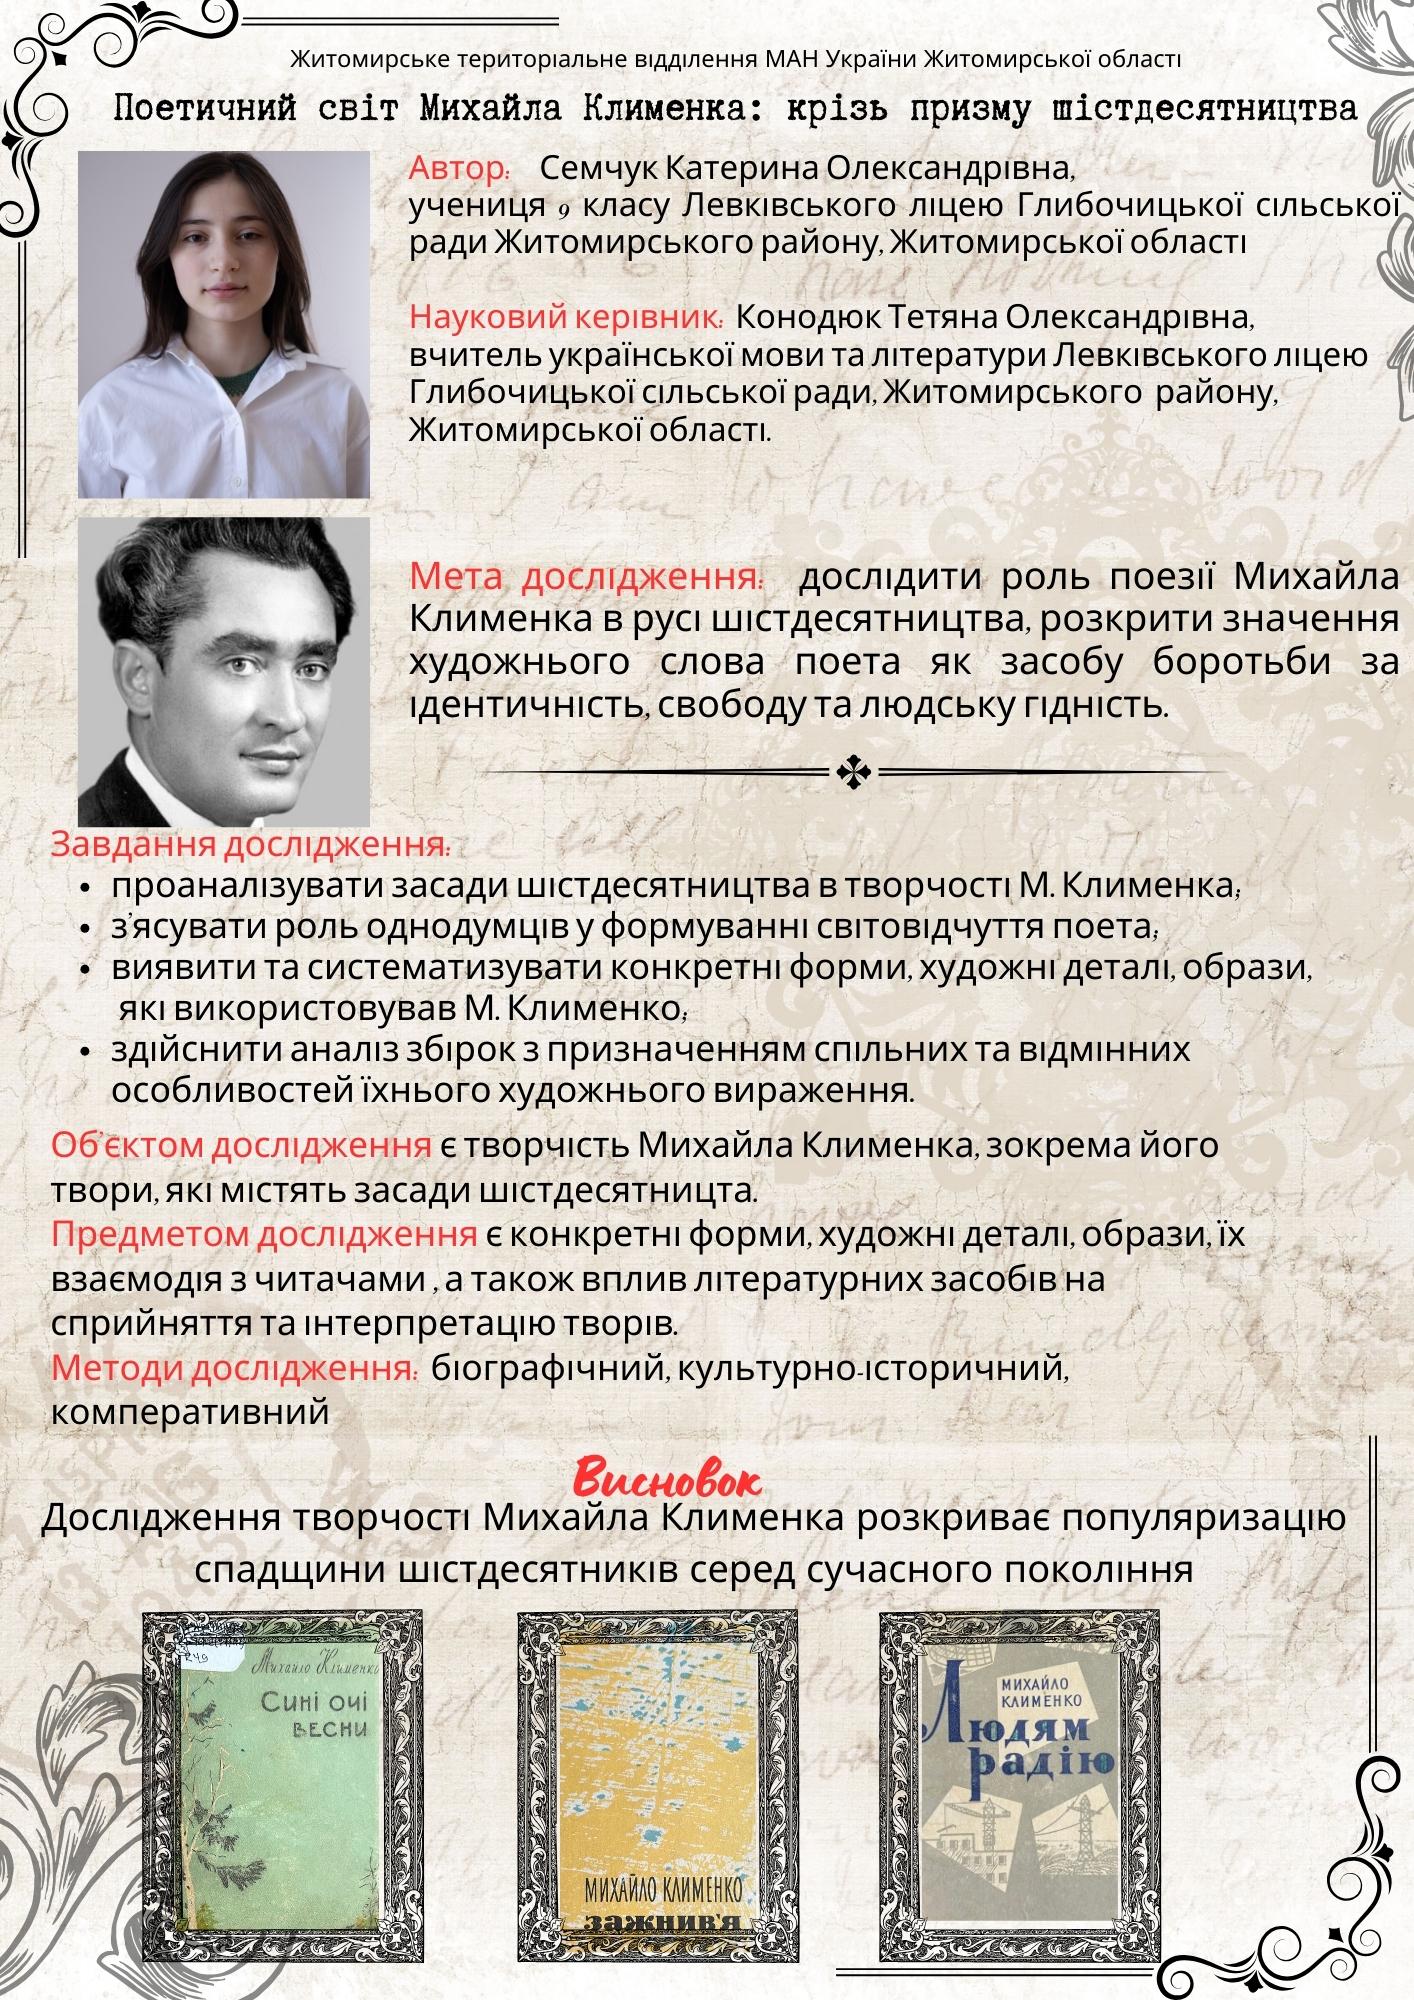 Житомирське територіальне відділення МАН України Житомирської області
Поетичний світ Михайла Клименка: крізь призму шістдесятництва
Автор: Семчук Катерина Олександрівна,
учениця 9 класу Левківського ліцею Глибочицької сільської
ради Житомирського району, Житомирської області
Науковий керівник: Конодюк Тетяна Олександрівна,
вчитель української мови та літератури Левківського ліцею
Глибочицької сільської ради, Житомирського району,
Житомирської області.
Мета дослідження: дослідити роль поезії Михайла
Клименка в русі шістдесятництва, розкрити значення
художнього слова поета як засобу боротьби за
ідентичність, свободу та людську гідність.
Завдання дослідження:
• проаналізувати засади шістдесятництва в творчості М. Клименка;
• з’ясувати роль однодумців у формуванні світовідчуття поета;
• виявити та систематизувати конкретні форми, художні деталі, образи,
які використовував М. Клименко;
• здійснити аналіз збірок з призначенням спільних та відмінних
особливостей їхнього художнього вираження.
Об’єктом дослідження є творчість Михайла Клименка, зокрема його
твори, які містять засади шістдесятницта.
Предметом дослідження є конкретні форми, художні деталі, образи, їх
взаємодія з читачами , а також вплив літературних засобів на
сприйняття та інтерпретацію творів.
Методи дослідження: біографічний, культурно-історичний,
комперативний
Висновок
Дослідження творчості Михайла Клименка розкриває популяризацію
спадщини шістдесятників серед сучасного покоління
Михайло Клименко
Сині очі
весни
МИХАЙЛО КЛИМЕНКО
зажнив'я
МИХАЙЛО
КЛИМЕНКО
Людям
радію